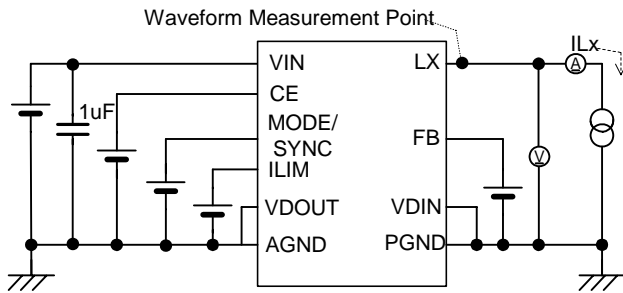 Waveform Measurement Point
ILx
VIN
LX
A
CE
1uF
MODE/
SYNC
FB
ILIM
V
VDOUT
VDIN
AGND
PGND